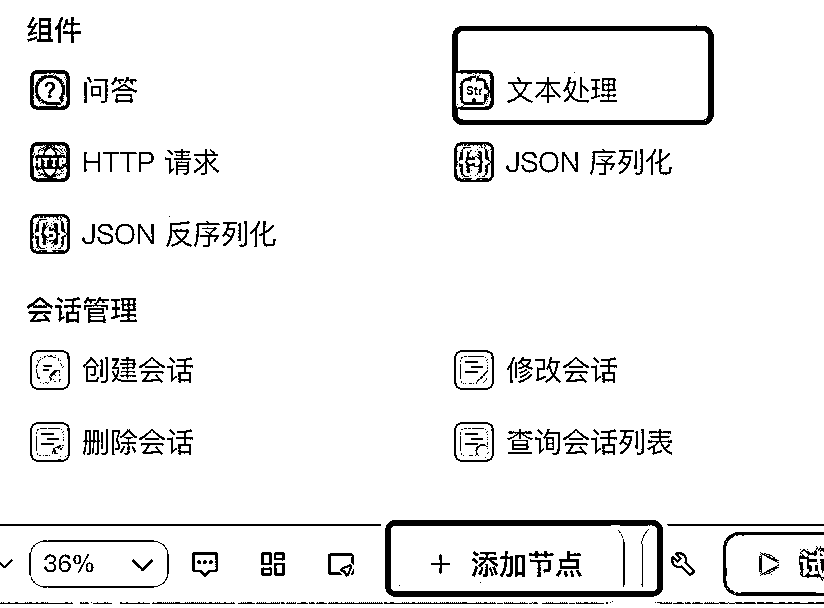 组件
问答
Str 文本处理
HTTP 请求
JSON 序列化
JSON 反序列化
会话管理
创建会话
修改会话
删除会话
查询会话列表
36%
+ 添加节点
试